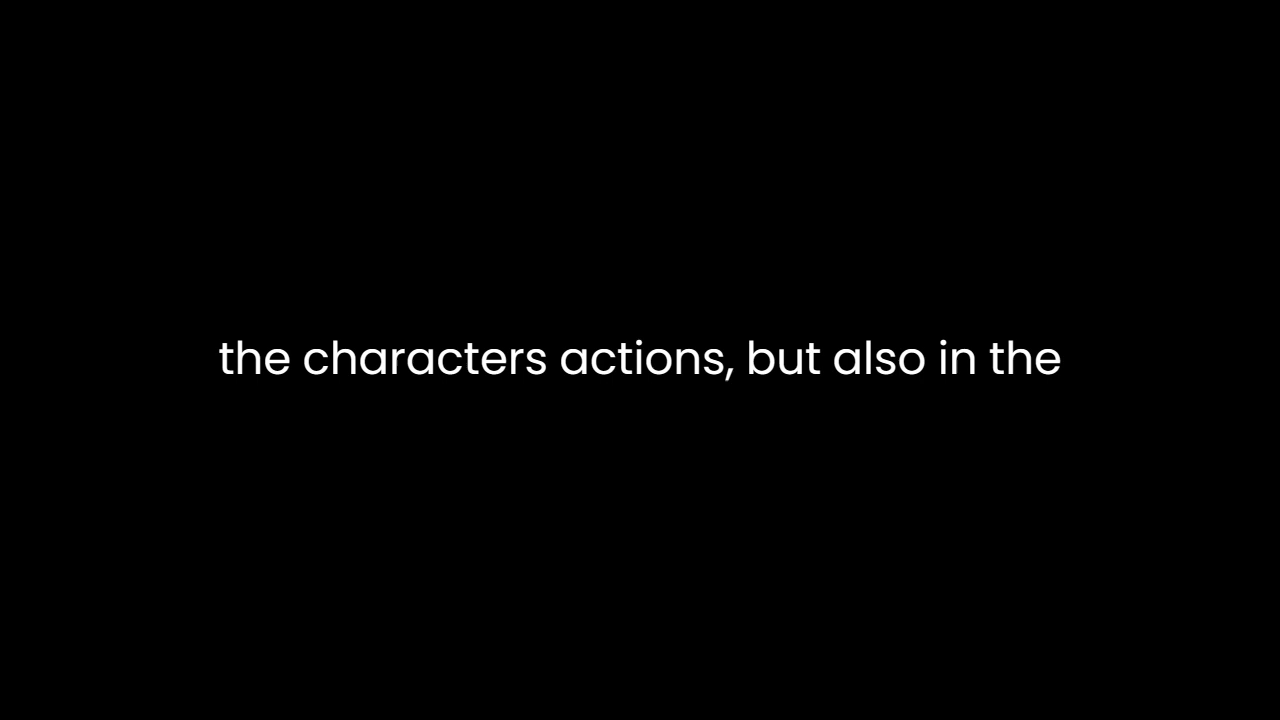 the characters actions, but also in the